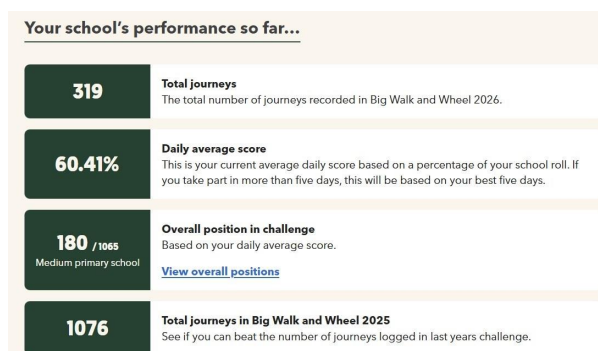 Your school's performance so far...
319
Total journeys
The total number of journeys recorded in Big Walk and Wheel 2026.
60.41%
Daily average score
This is your current average daily score based on a percentage of your school roll. If
you take part in more than five days, this will be based on your best five days.
180 /1065
Medium primary school
Overall position in challenge
Based on your daily average score.
View overall positions
1076
Total journeys in Big Walk and Wheel 2025
See if you can beat the number of journeys logged in last years challenge.